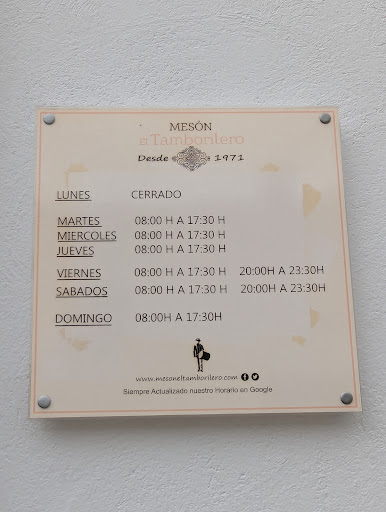 MESÓN
El Tamborilero
Desde 1971
LUNES CERRADO
MARTES 08:00 H A 17:30 H
MIERCOLES 08:00 H A 17:30 H
JUEVES 08:00 H A 17:30 H
VIERNES 08:00 H A 17:30 H 20:00H A 23:30H
SABADOS 08:00 H A 17:30 H 20:00H A 23:30H
DOMINGO 08:00H A 17:30H
www.mesoneltamborilero.com
Siempre Actualizado nuestro Horario en Google